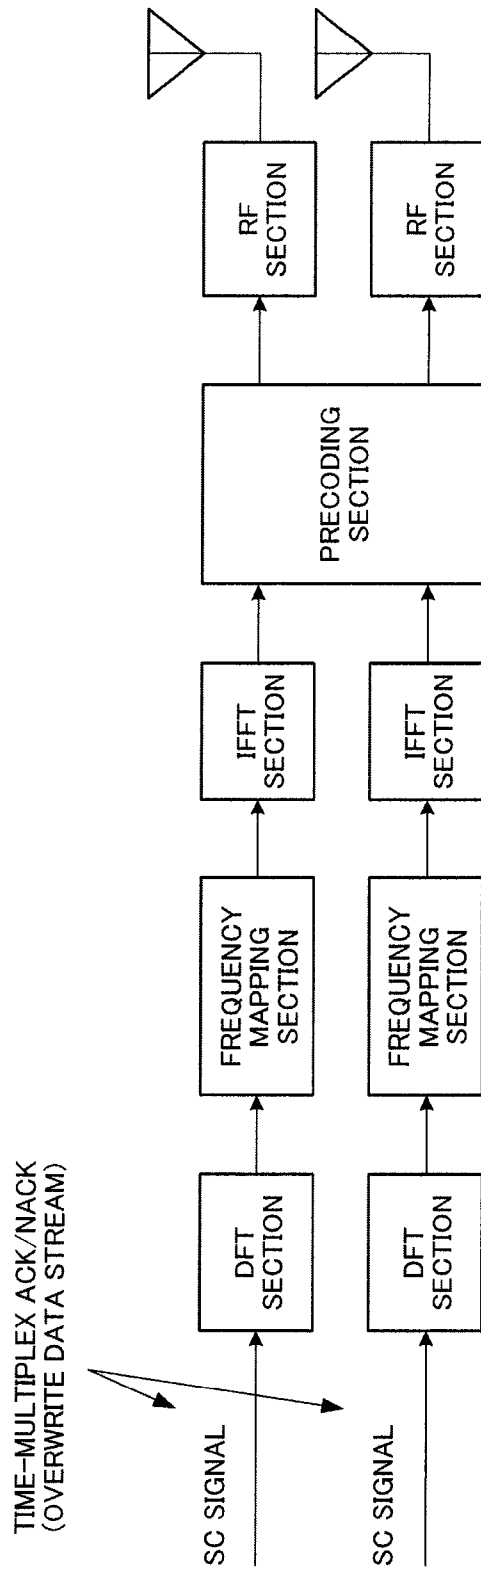 TIME-MULTIPLEX ACK/NACK
(OVERWRITE DATA STREAM)
SC SIGNAL
DFT
SECTION
FREQUENCY
MAPPING
SECTION
IFFT
SECTION
PRECODING
SECTION
RF
SECTION
SC SIGNAL
DFT
SECTION
FREQUENCY
MAPPING
SECTION
IFFT
SECTION
RF
SECTION